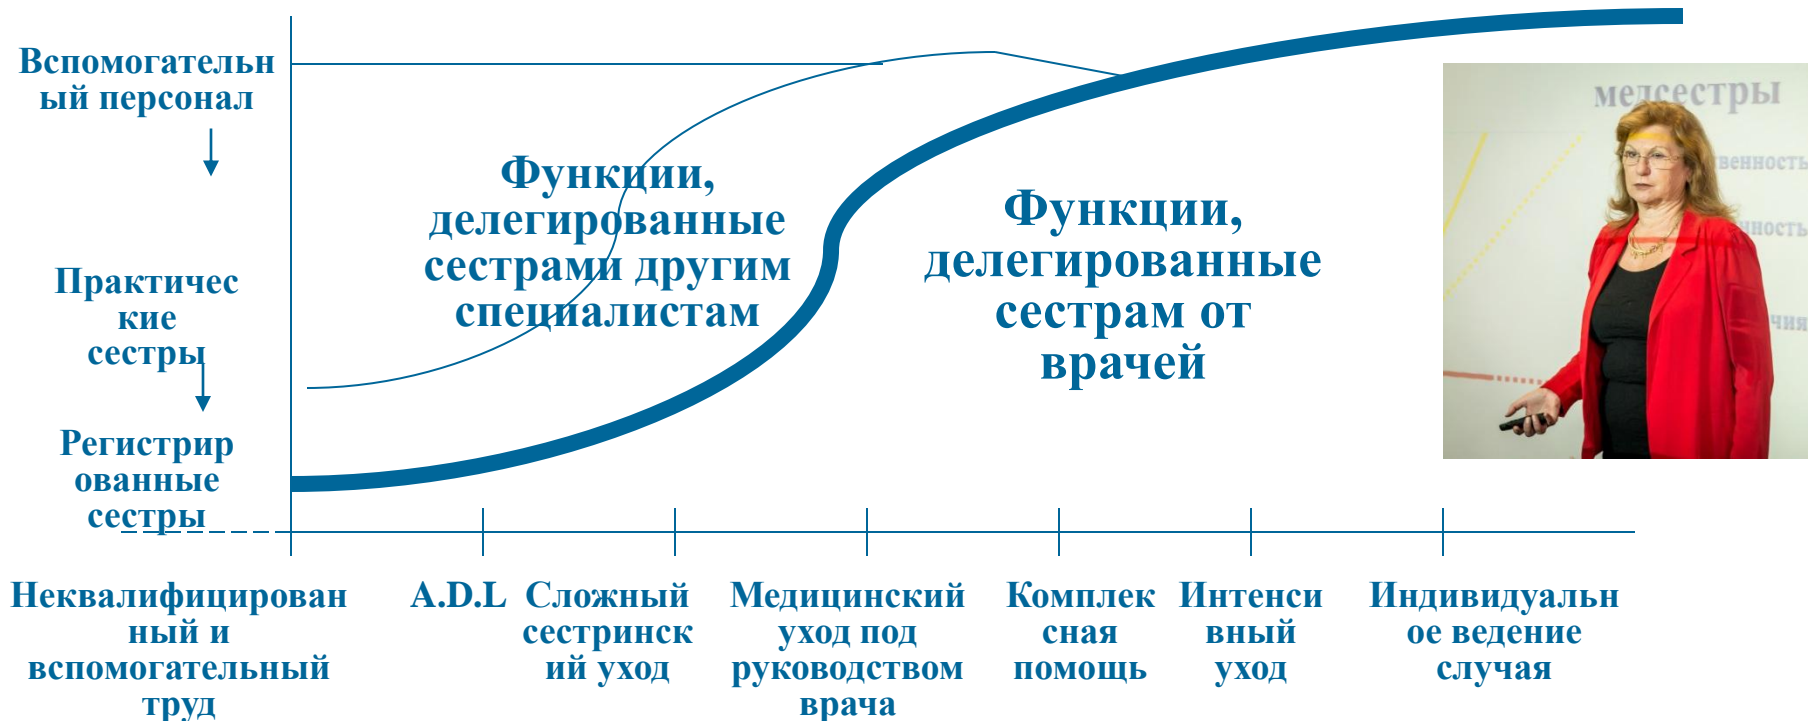 Вспомогательн
ый персонал
Практичес
кие
сестры
Регистрир
ованные
сестры
Функции,
делегированные
сестрами другим
специалистам
Функции,
делегированные
сестрам от
врачей
медсестры
Неквалифицирован
ный и
вспомогательный
труд
A.D.L
Сложный
сестринск
ий уход
Медицинский
уход под
руководством
врача
Комплек
сная
помощь
Интенси
вный
уход
Индивидуальн
ое ведение
случая